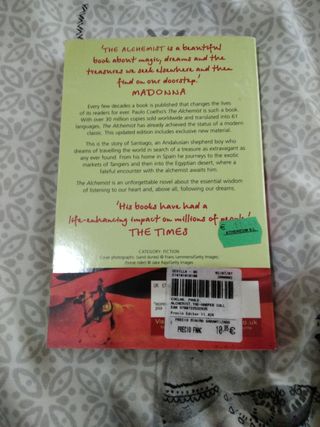 'THE ALCHEMIST is a beautiful
book about magic, dreams and the
treasures we seek elsewhere and then
find on our doorstep.'
MADONNA
Every few decades a book is published that changes the lives
of its readers for ever. Paulo Coelho's The Alchemist is such a book.
With over 30 million copies sold worldwide and translated into 61
languages, The Alchemist has already achieved the status of a modern
classic. This updated edition includes exclusive new material.
This is the story of Santiago, an Andalusian shepherd boy who
dreams of travelling the world in search of a treasure as extravagant as
any ever found. From his home in Spain he journeys to the exotic
markets of Tangiers and then into the Egyptian desert, where a
fateful encounter with the alchemist awaits him.
The Alchemist is an unforgettable novel about the essential wisdom
of listening to our heart and, above all, following our dreams.
'His books have had a
life-enhancing impact on millions of people'
THE TIMES
CATEGORY: FICTION
SEVILLA
COELHO, PAULO
PRECIO FNAC 10,95€